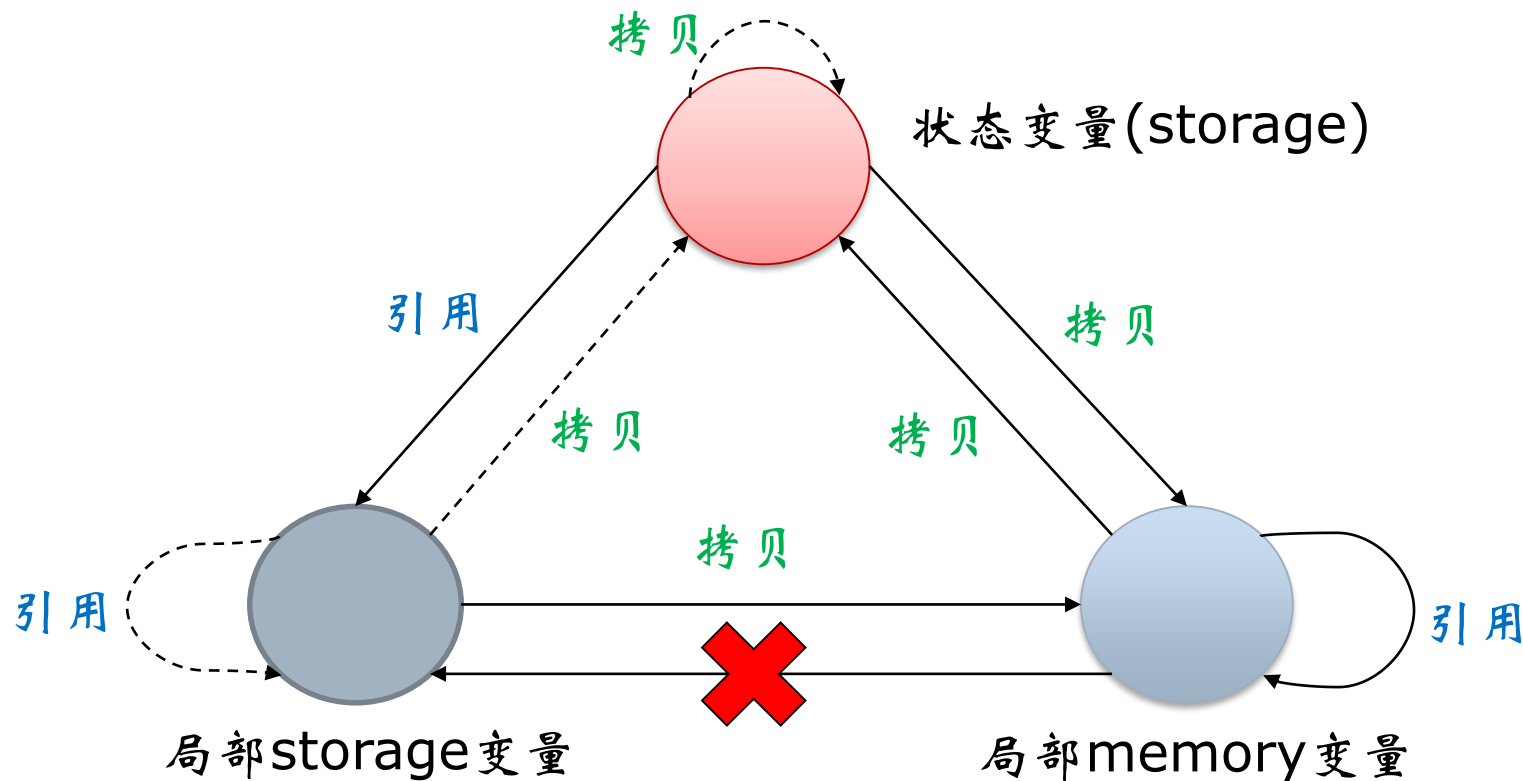 拷贝
状态变量(storage)
引用
拷贝
拷贝
拷贝
拷贝
引用
引用
局部storage变量
局部memory变量